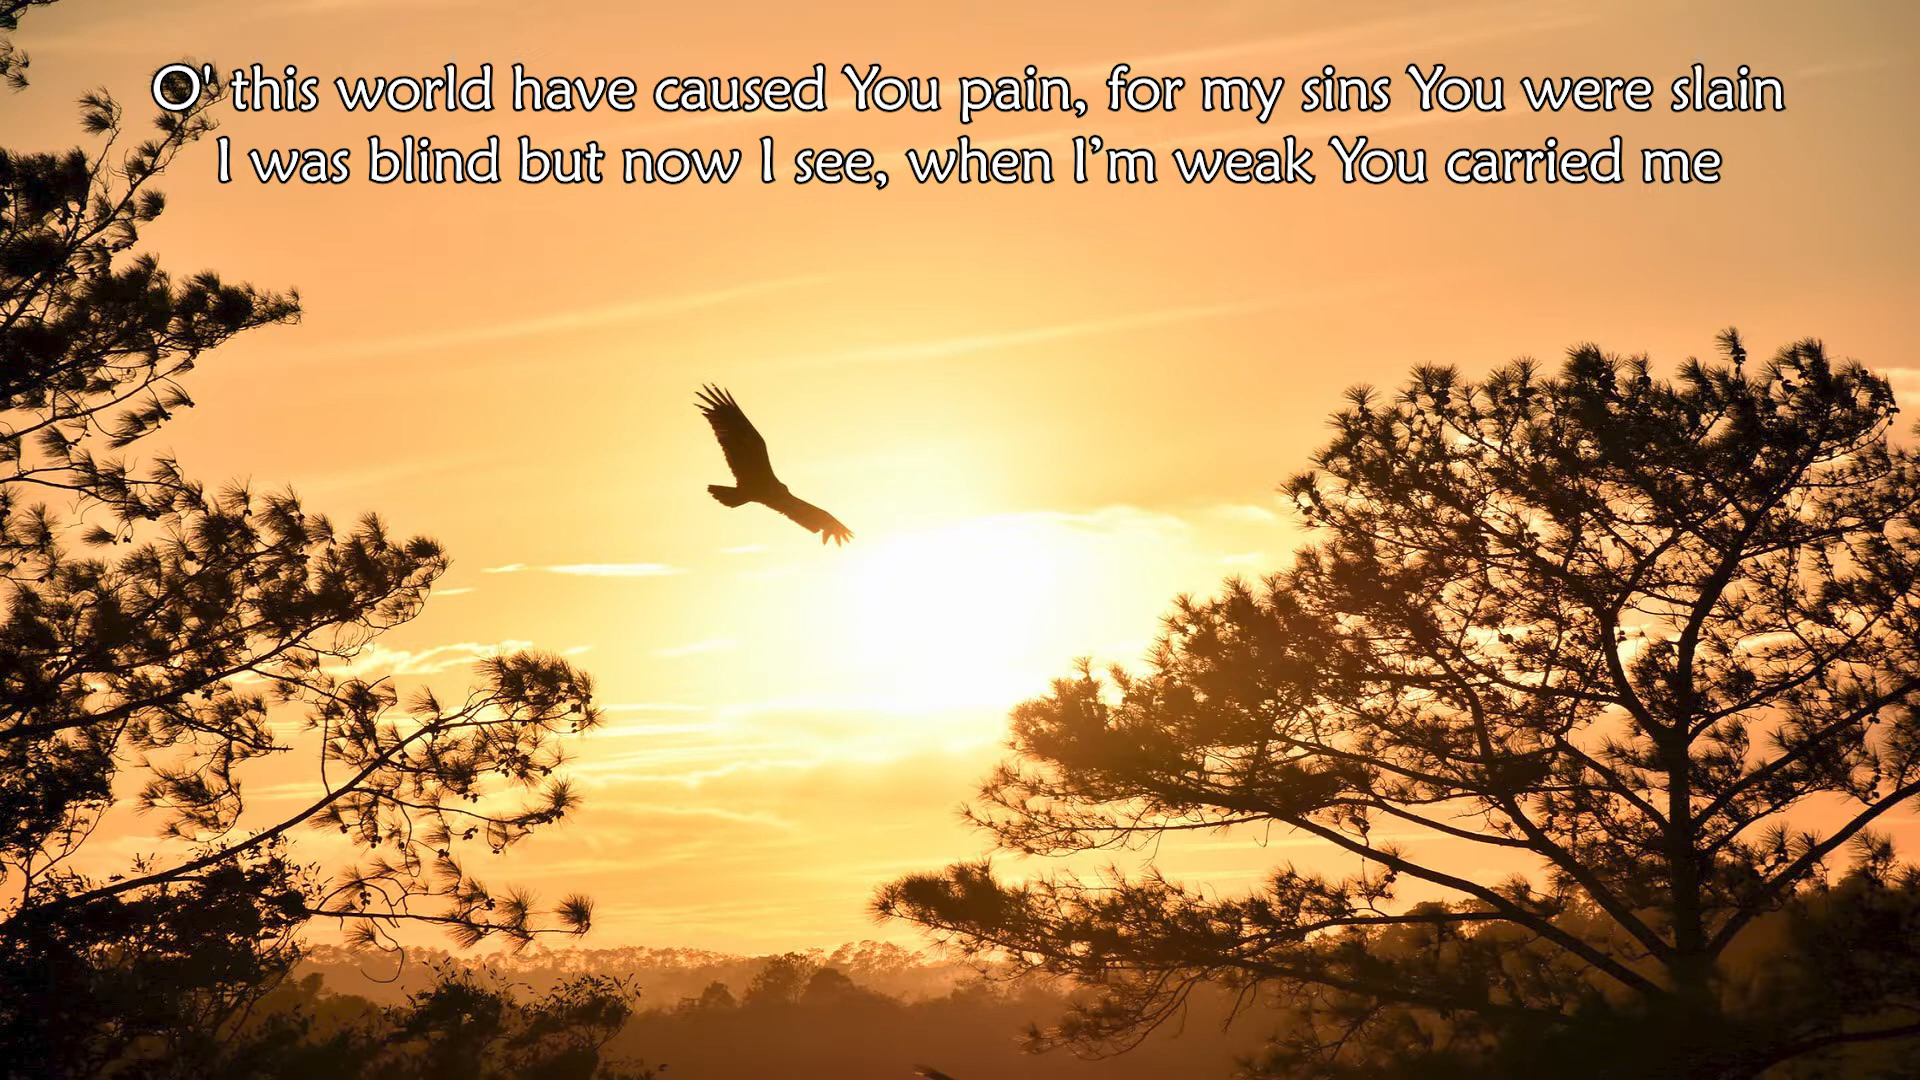 O' this world have caused You pain, for my sins You were slain
I was blind but now I see, when I’m weak You carried me